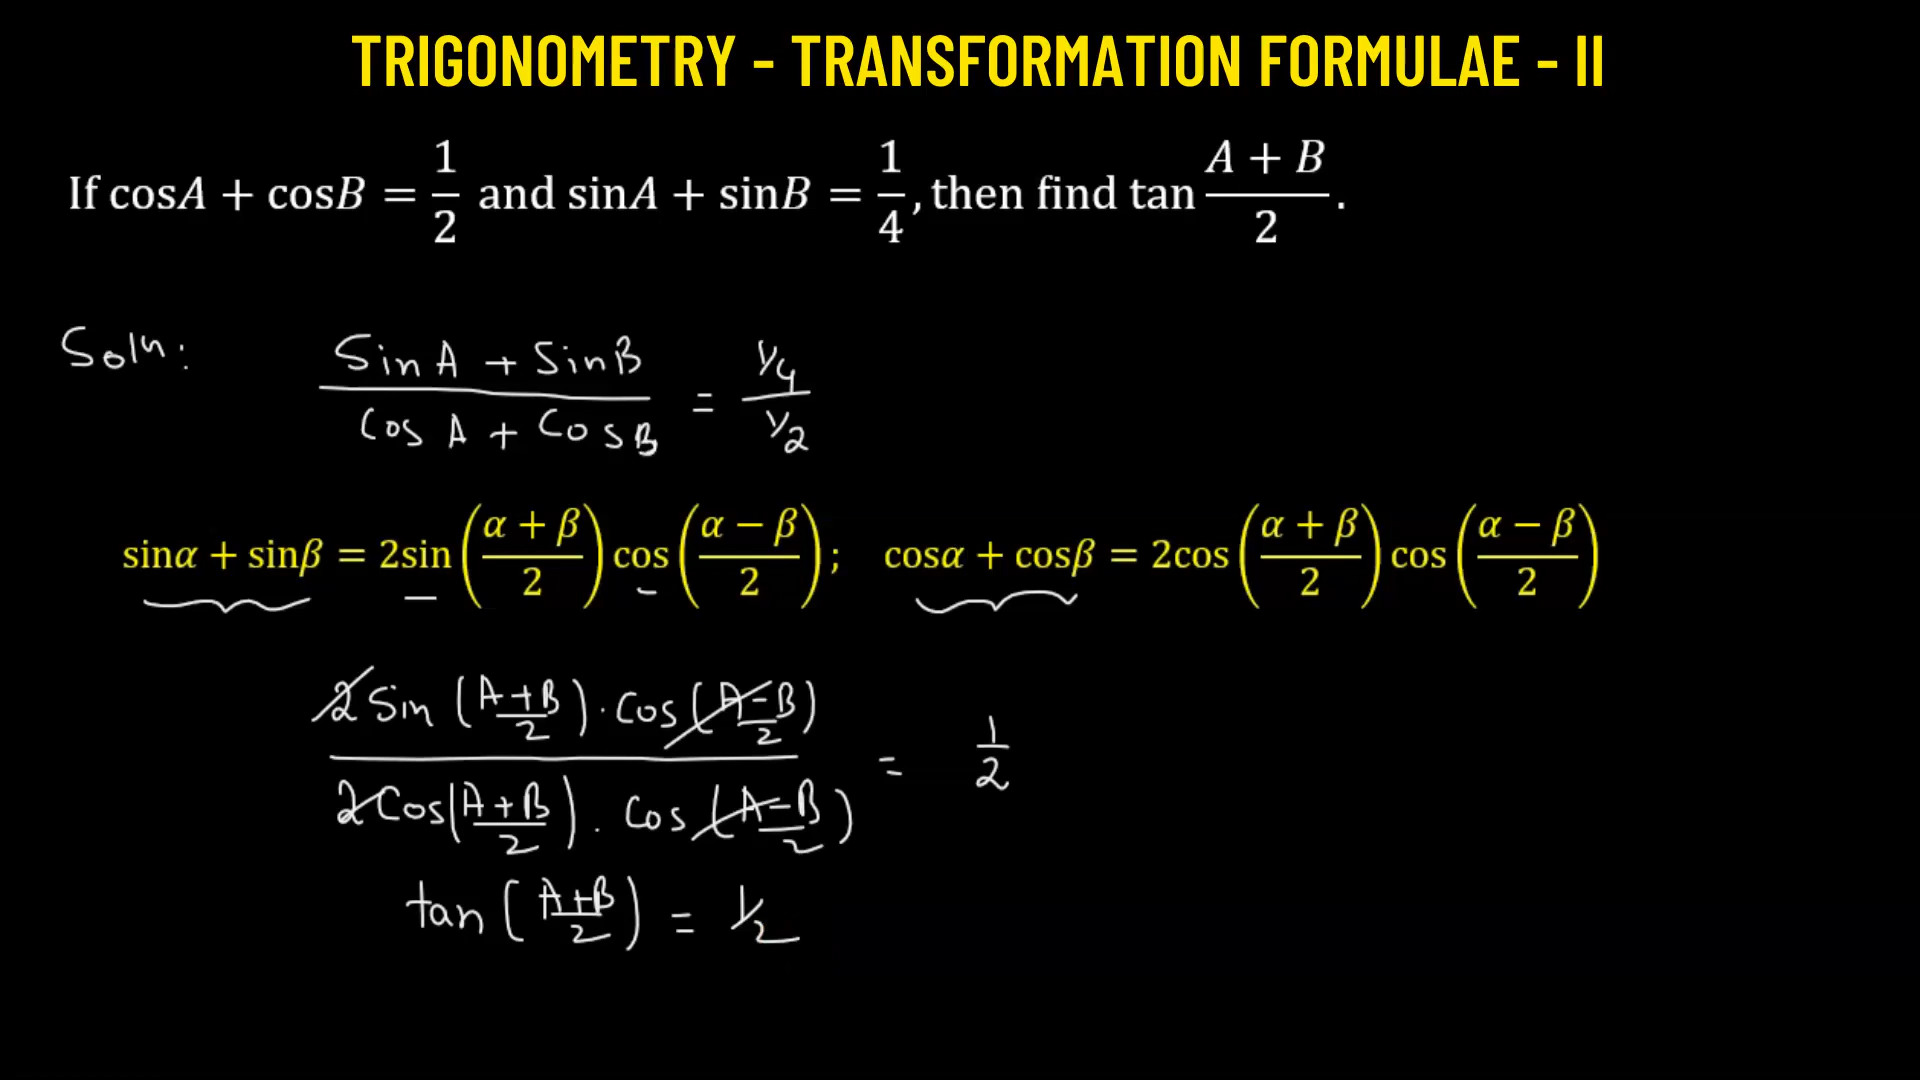 TRIGONOMETRY - TRANSFORMATION FORMULAE - II
If cosA + cosB = 1/2 and sinA + sinB = 1/4, then find tan (A + B)/2.
Soln: (Sin A + Sin B)/(Cos A + Cos B) = (1/4)/(1/2)
sinα + sinβ = 2sin((α + β)/2) cos((α − β)/2); cosα + cosβ = 2cos((α + β)/2) cos((α − β)/2)
2 Sin ((A+B)/2) · Cos ((A-B)/2) / 2 Cos ((A+B)/2) . Cos ((A-B)/2) = 1/2
tan ((A+B)/2) = 1/2